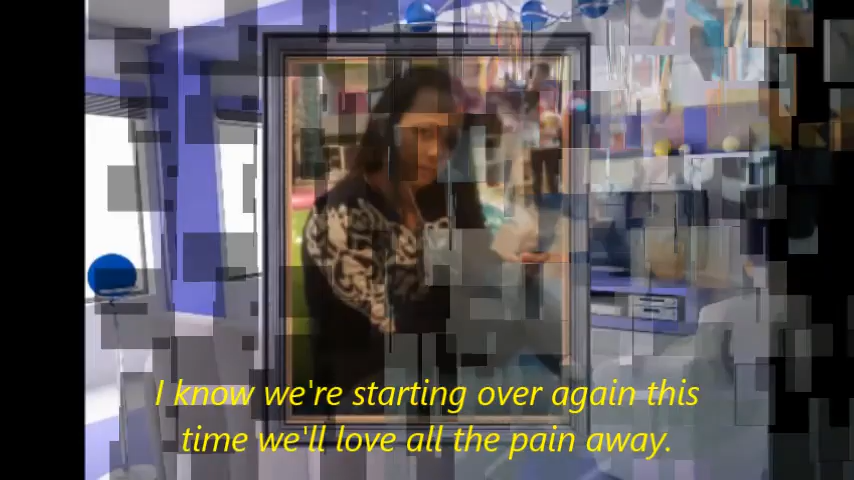 I know we're starting over again this
time we'll love all the pain away.